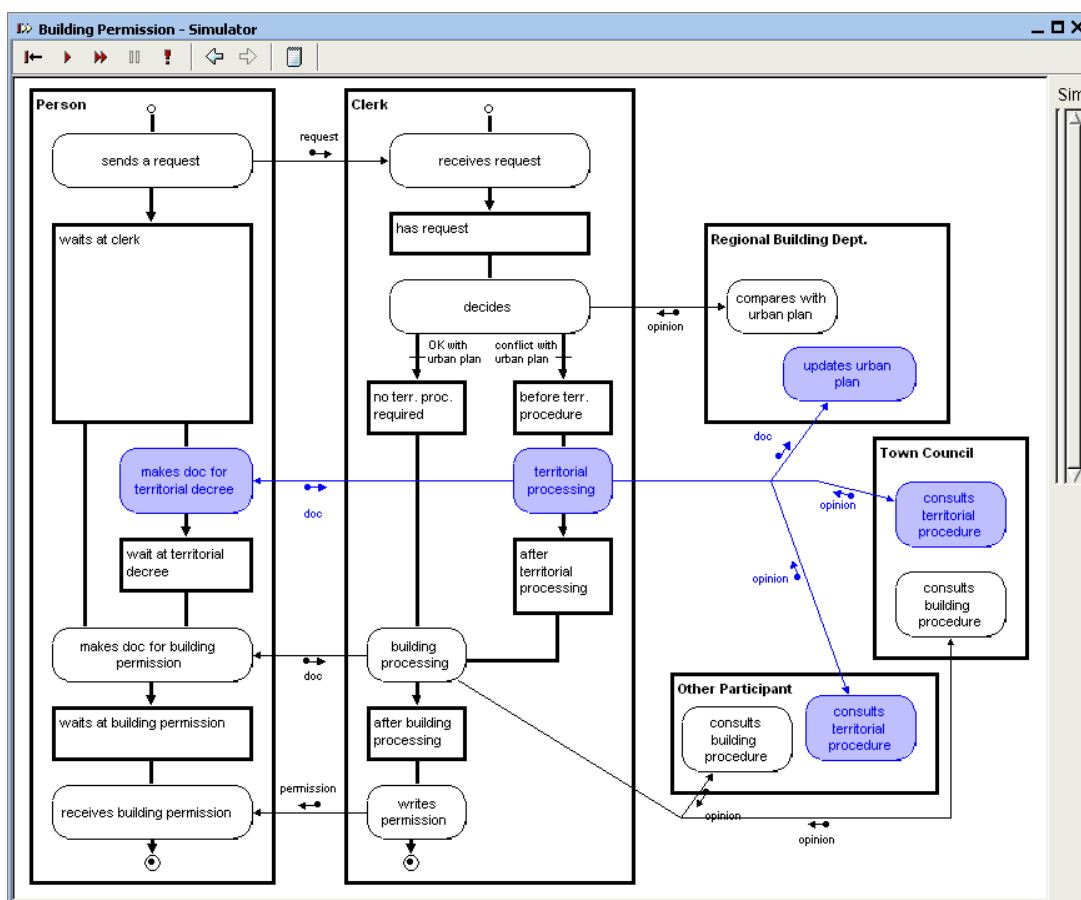 Building Permission - Simulator
Sim
Person
Clerk
request
sends a request
receives request
waits at clerk
has request
Regional Building Dept.
decides
compares with
urban plan
opinion
OK with
urban plan
conflict with
urban plan
updates urban
plan
no terr. proc.
required
before terr.
procedure
doc
Town Council
makes doc for
territorial decree
territorial
processing
doc
opinion
consults
territorial
procedure
wait at territorial
decree
after
territorial
processing
opinion
consults
building
procedure
makes doc for building
permission
building
processing
doc
Other Participant
waits at building permission
after building
processing
consults
building
procedure
consults
territorial
procedure
permission
receives building permission
writes
permission
opinion
opinion